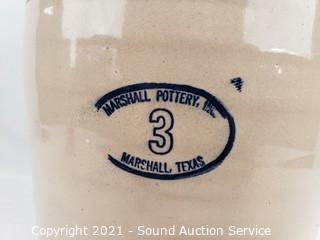 MARSHALL POTTERY, INC.
3
MARSHALL, TEXAS
Copyright 2021 - Sound Auction Service